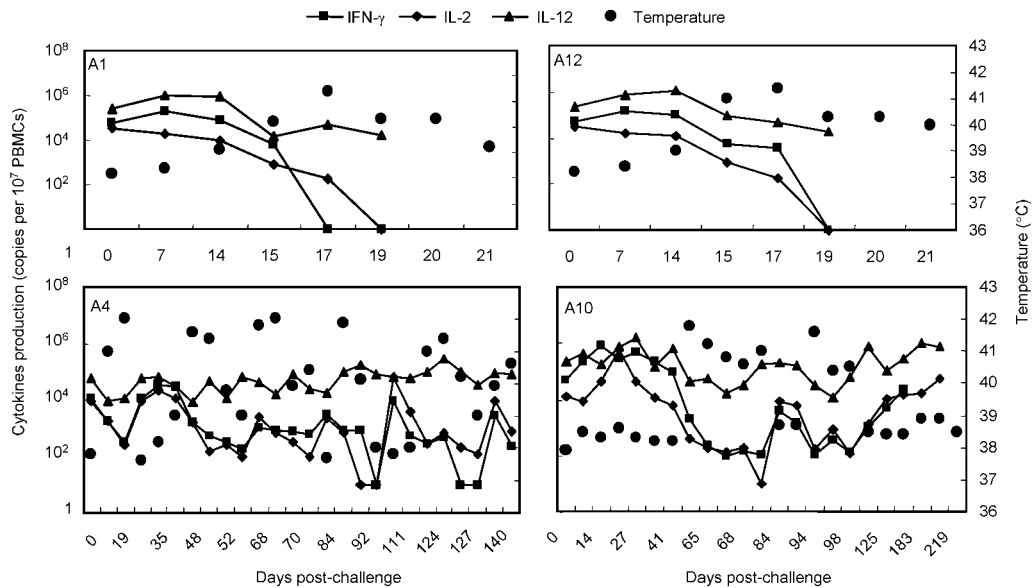 IFN-γ IL-2 IL-12 Temperature
Cytokines production (copies per 10⁷ PBMCs)
10⁸
10⁶
10⁴
10²
1
A1
0 7 14 15 17 19 20 21
A12
43
42
41
40
39
38
37
36
0 7 14 15 17 19 20 21
Temperature (°C)
10⁸
10⁶
10⁴
10²
1
A4
0 19 35 48 52 60 68 70 77 84 97 111 124 127 140
Days post-challenge
A10
43
42
41
40
39
38
37
36
0 14 27 41 65 70 84 94 98 125 183 219
Days post-challenge